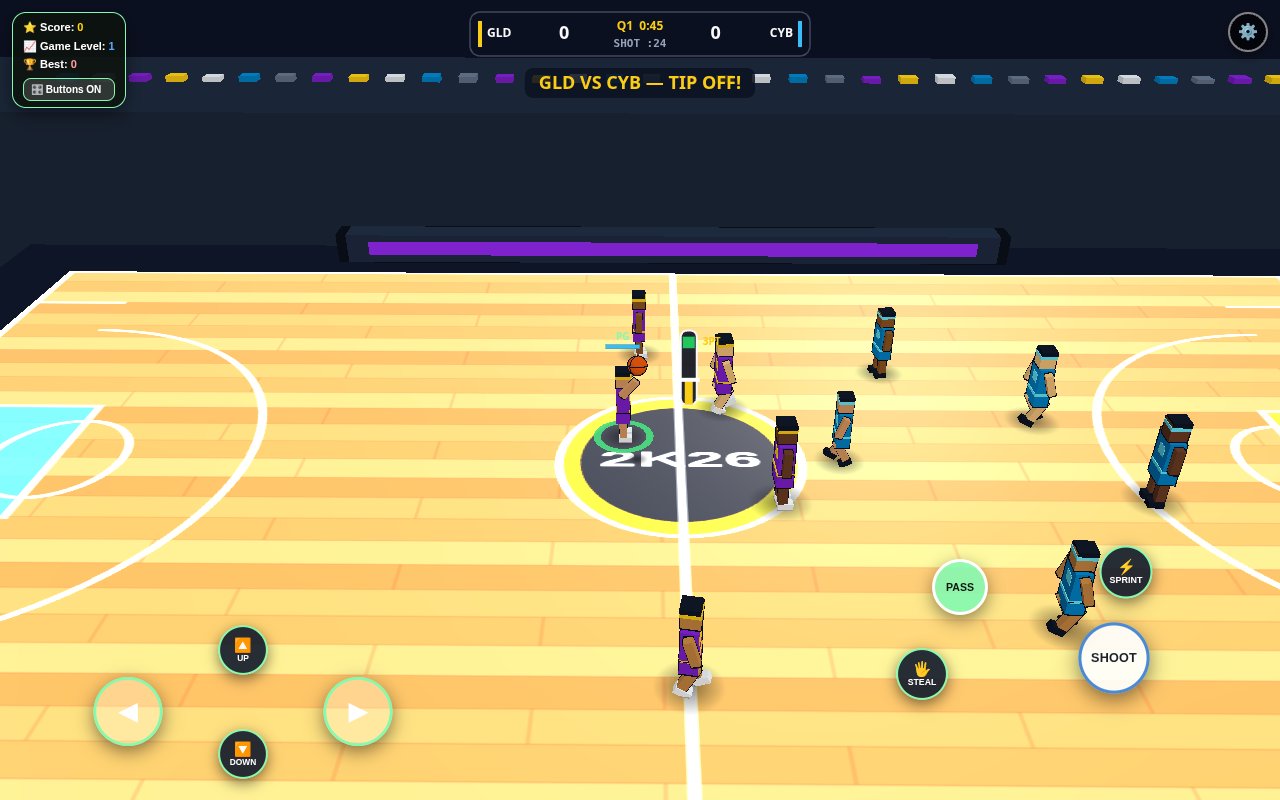 Score: 0
Game Level: 1
Best: 0
Buttons ON
GLD 0 Q1 0:45 0 CYB
SHOT :24
GLD VS CYB — TIP OFF!
PG
2K26
PASS
SPRINT
SHOOT
STEAL
UP
DOWN